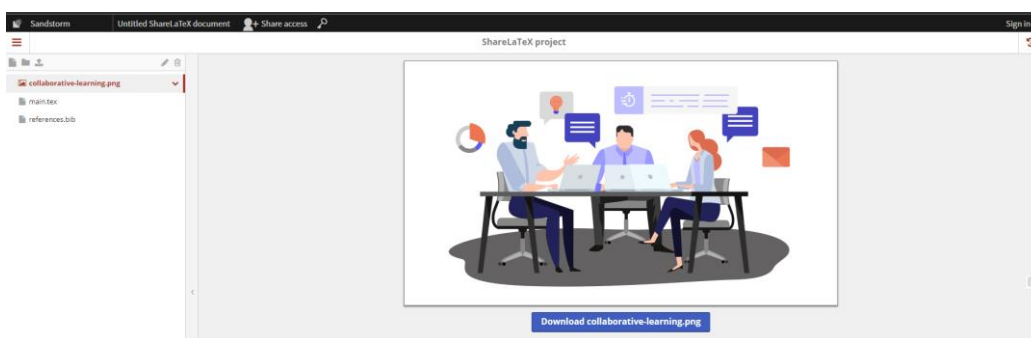 Sandstorm
Untitled ShareLaTeX document
Share access
Sign in
ShareLaTeX project
collaborative-learning.png
main.tex
references.bib
Download collaborative-learning.png